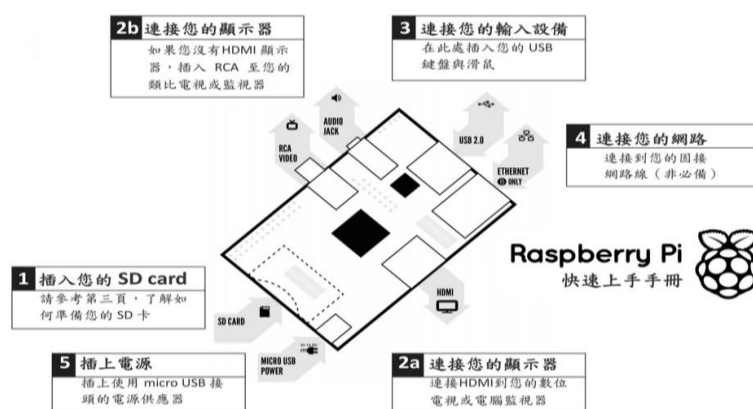 2b 連接您的顯示器
如果您沒有HDMI 顯示
器，插入 RCA 至您的
類比電視或監視器
3 連接您的輸入設備
在此處插入您的 USB
鍵盤與滑鼠
AUDIO
JACK
RCA
VIDEO
USB 2.0
ETHERNET
B ONLY
4 連接您的網路
連接到您的固接
網路線（非必備）
Raspberry Pi
快速上手手冊
1 插入您的 SD card
請參考第三頁，了解如
何準備您的 SD 卡
SD CARD
HDMI
MICRO USB
POWER
5 插上電源
插上使用 micro USB 接
頭的電源供應器
2a 連接您的顯示器
連接HDMI到您的數位
電視或電腦監視器